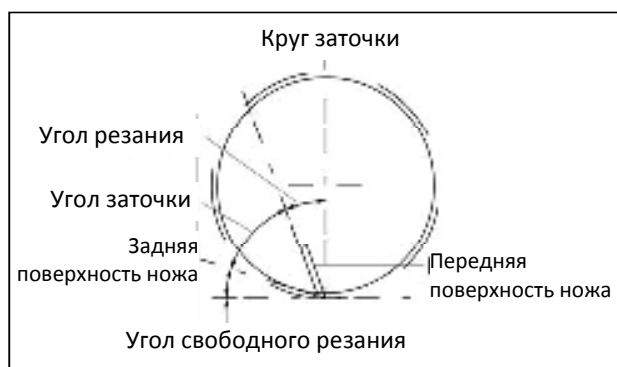 Круг заточки
Угол резания
Угол заточки
Задняя
поверхность ножа
Передняя
поверхность ножа
Угол свободного резания